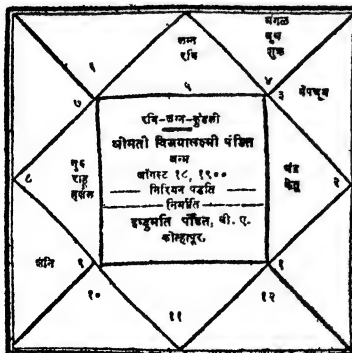 मंगळ
बुध
शुक्र
लग्न
रवि
६
४
३
नेपचून
७
५
रवि-लग्न-कुंडली
श्रीमती विजयालक्ष्मी पंडित
जन्म
ऑगस्ट १८, १९००
सिरियन पद्धति
निर्मिति
इन्दुमति पंडित, बी. ए.
कोल्हापूर.
८
गुरु
राहु
हर्षल
चंद्र
केतू
२
शनि
९
१
१०
११
१२